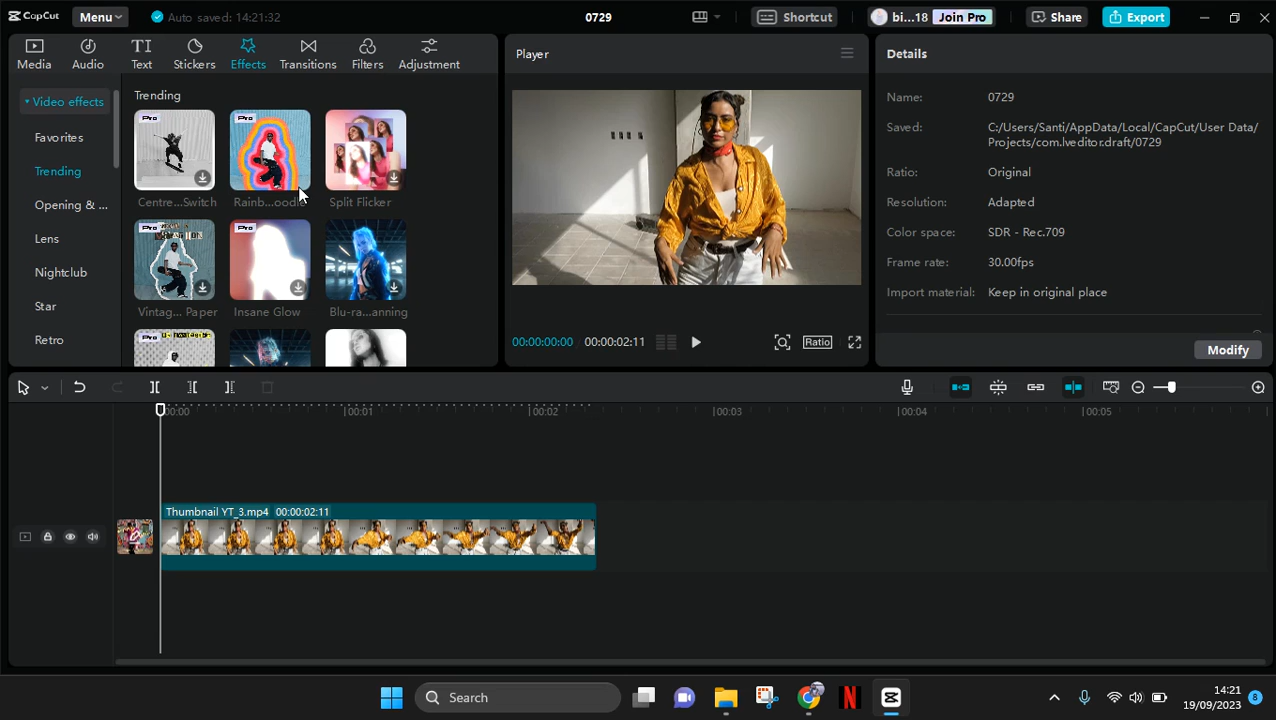 CapCut
Menu
Auto saved: 14:21:32
0729
Shortcut
bi...18
Join Pro
Share
Export
Media
Audio
Text
Stickers
Effects
Transitions
Filters
Adjustment
Video effects
Favorites
Trending
Opening & ...
Lens
Nightclub
Star
Retro
Trending
Pro
Pro
Centre...Switch
Rainb...oodle
Split Flicker
Pro
Pro
Vintag... Paper
Insane Glow
Blu-ra...anning
Pro
Player
00:00:00:00
00:00:02:11
Ratio
Details
Name:
0729
Saved:
C:/Users/Santi/AppData/Local/CapCut/User Data/
Projects/com.lveditor.draft/0729
Ratio:
Original
Resolution:
Adapted
Color space:
SDR - Rec.709
Frame rate:
30.00fps
Import material:
Keep in original place
Modify
00:00
00:01
00:02
00:03
00:04
00:05
Thumbnail YT_3.mp4
00:00:02:11
Search
14:21
19/09/2023
8